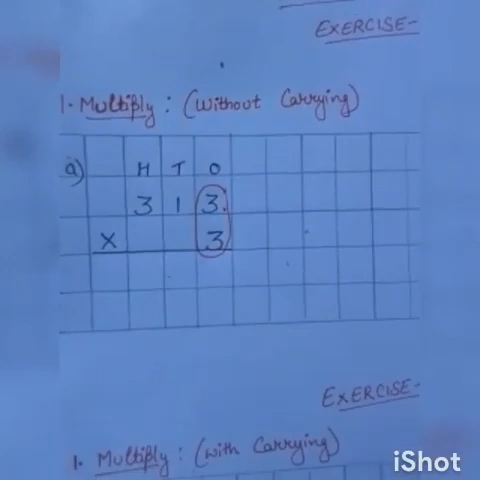 EXERCISE-
1. Multiply : (Without Carrying)
a) H T O
3 1 3
X 3
EXERCISE-
1. Multiply : (with Carrying)
iShot